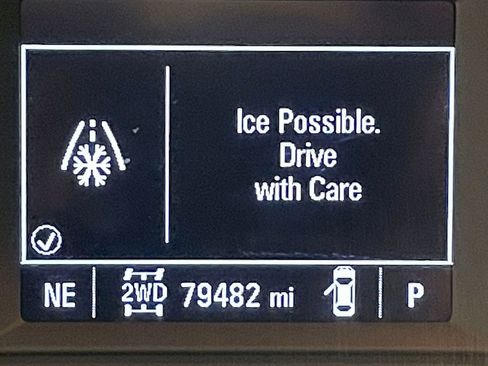 Ice Possible.
Drive
with Care
NE 2WD 79482 mi P